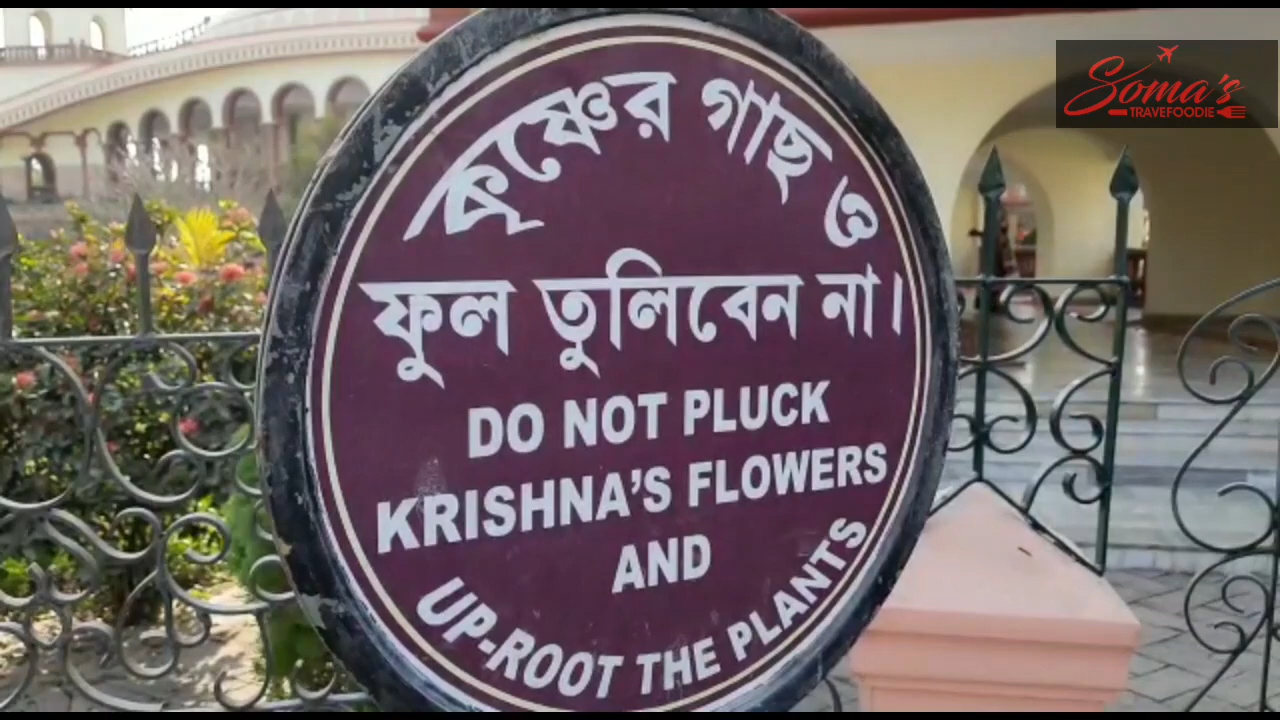 কৃষ্ণের গাছ ও
ফুল তুলিবেন না।
DO NOT PLUCK
KRISHNA'S FLOWERS
AND
UP-ROOT THE PLANTS
Soma's
TRAVEFOODIE